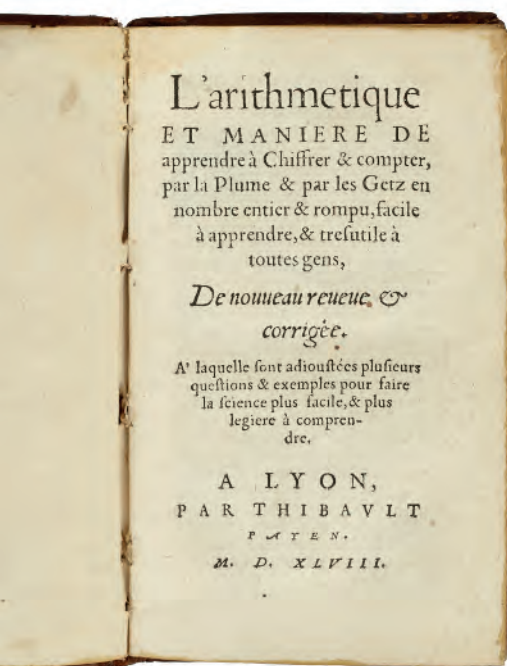 L'arithmetique
ET MANIERE DE
apprendre à Chiffrer & compter,
par la Plume & par les Getz en
nombre entier & rompu, facile
à apprendre, & tresutile à
toutes gens,
De nouueau reueue &
corrigèe.
A' laquelle sont adioustées plusieurs
questions & exemples pour faire
la science plus facile, & plus
legiere à compren-
dre.
A LYON,
PAR THIBAVLT
PAYEN.
M. D. XLVIII.